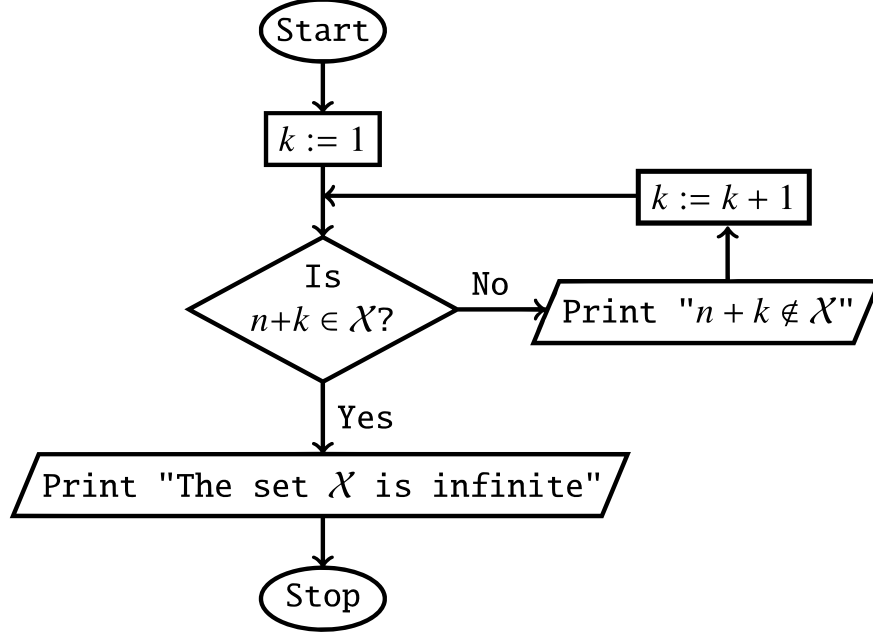 Start
k := 1
k := k + 1
Is
n+k ∈ 𝒳?
No
Print "n + k ∉ 𝒳"
Yes
Print "The set 𝒳 is infinite"
Stop